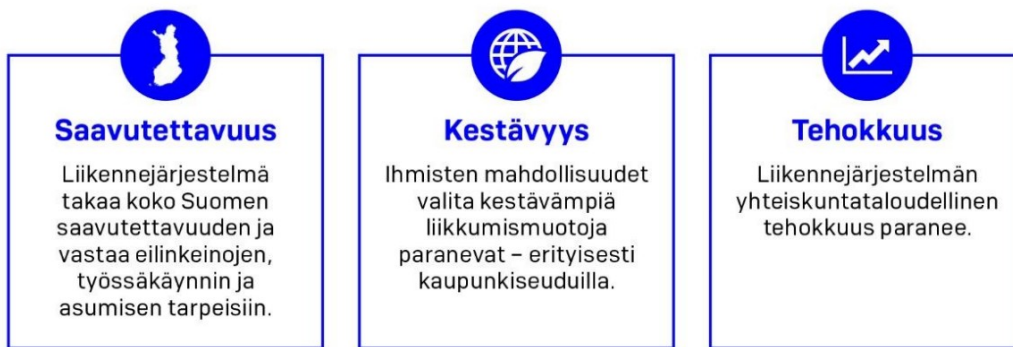 Saavutettavuus
Liikennejärjestelmä
takaa koko Suomen
saavutettavuuden ja
vastaa eilinkeinojen,
työssäkäynnin ja
asumisen tarpeisiin.
Kestävyys
Ihmisten mahdollisuudet
valita kestävämpiä
liikkumismuotoja
paranevat – erityisesti
kaupunkiseuduilla.
Tehokkuus
Liikennejärjestelmän
yhteiskuntataloudellinen
tehokkuus paranee.